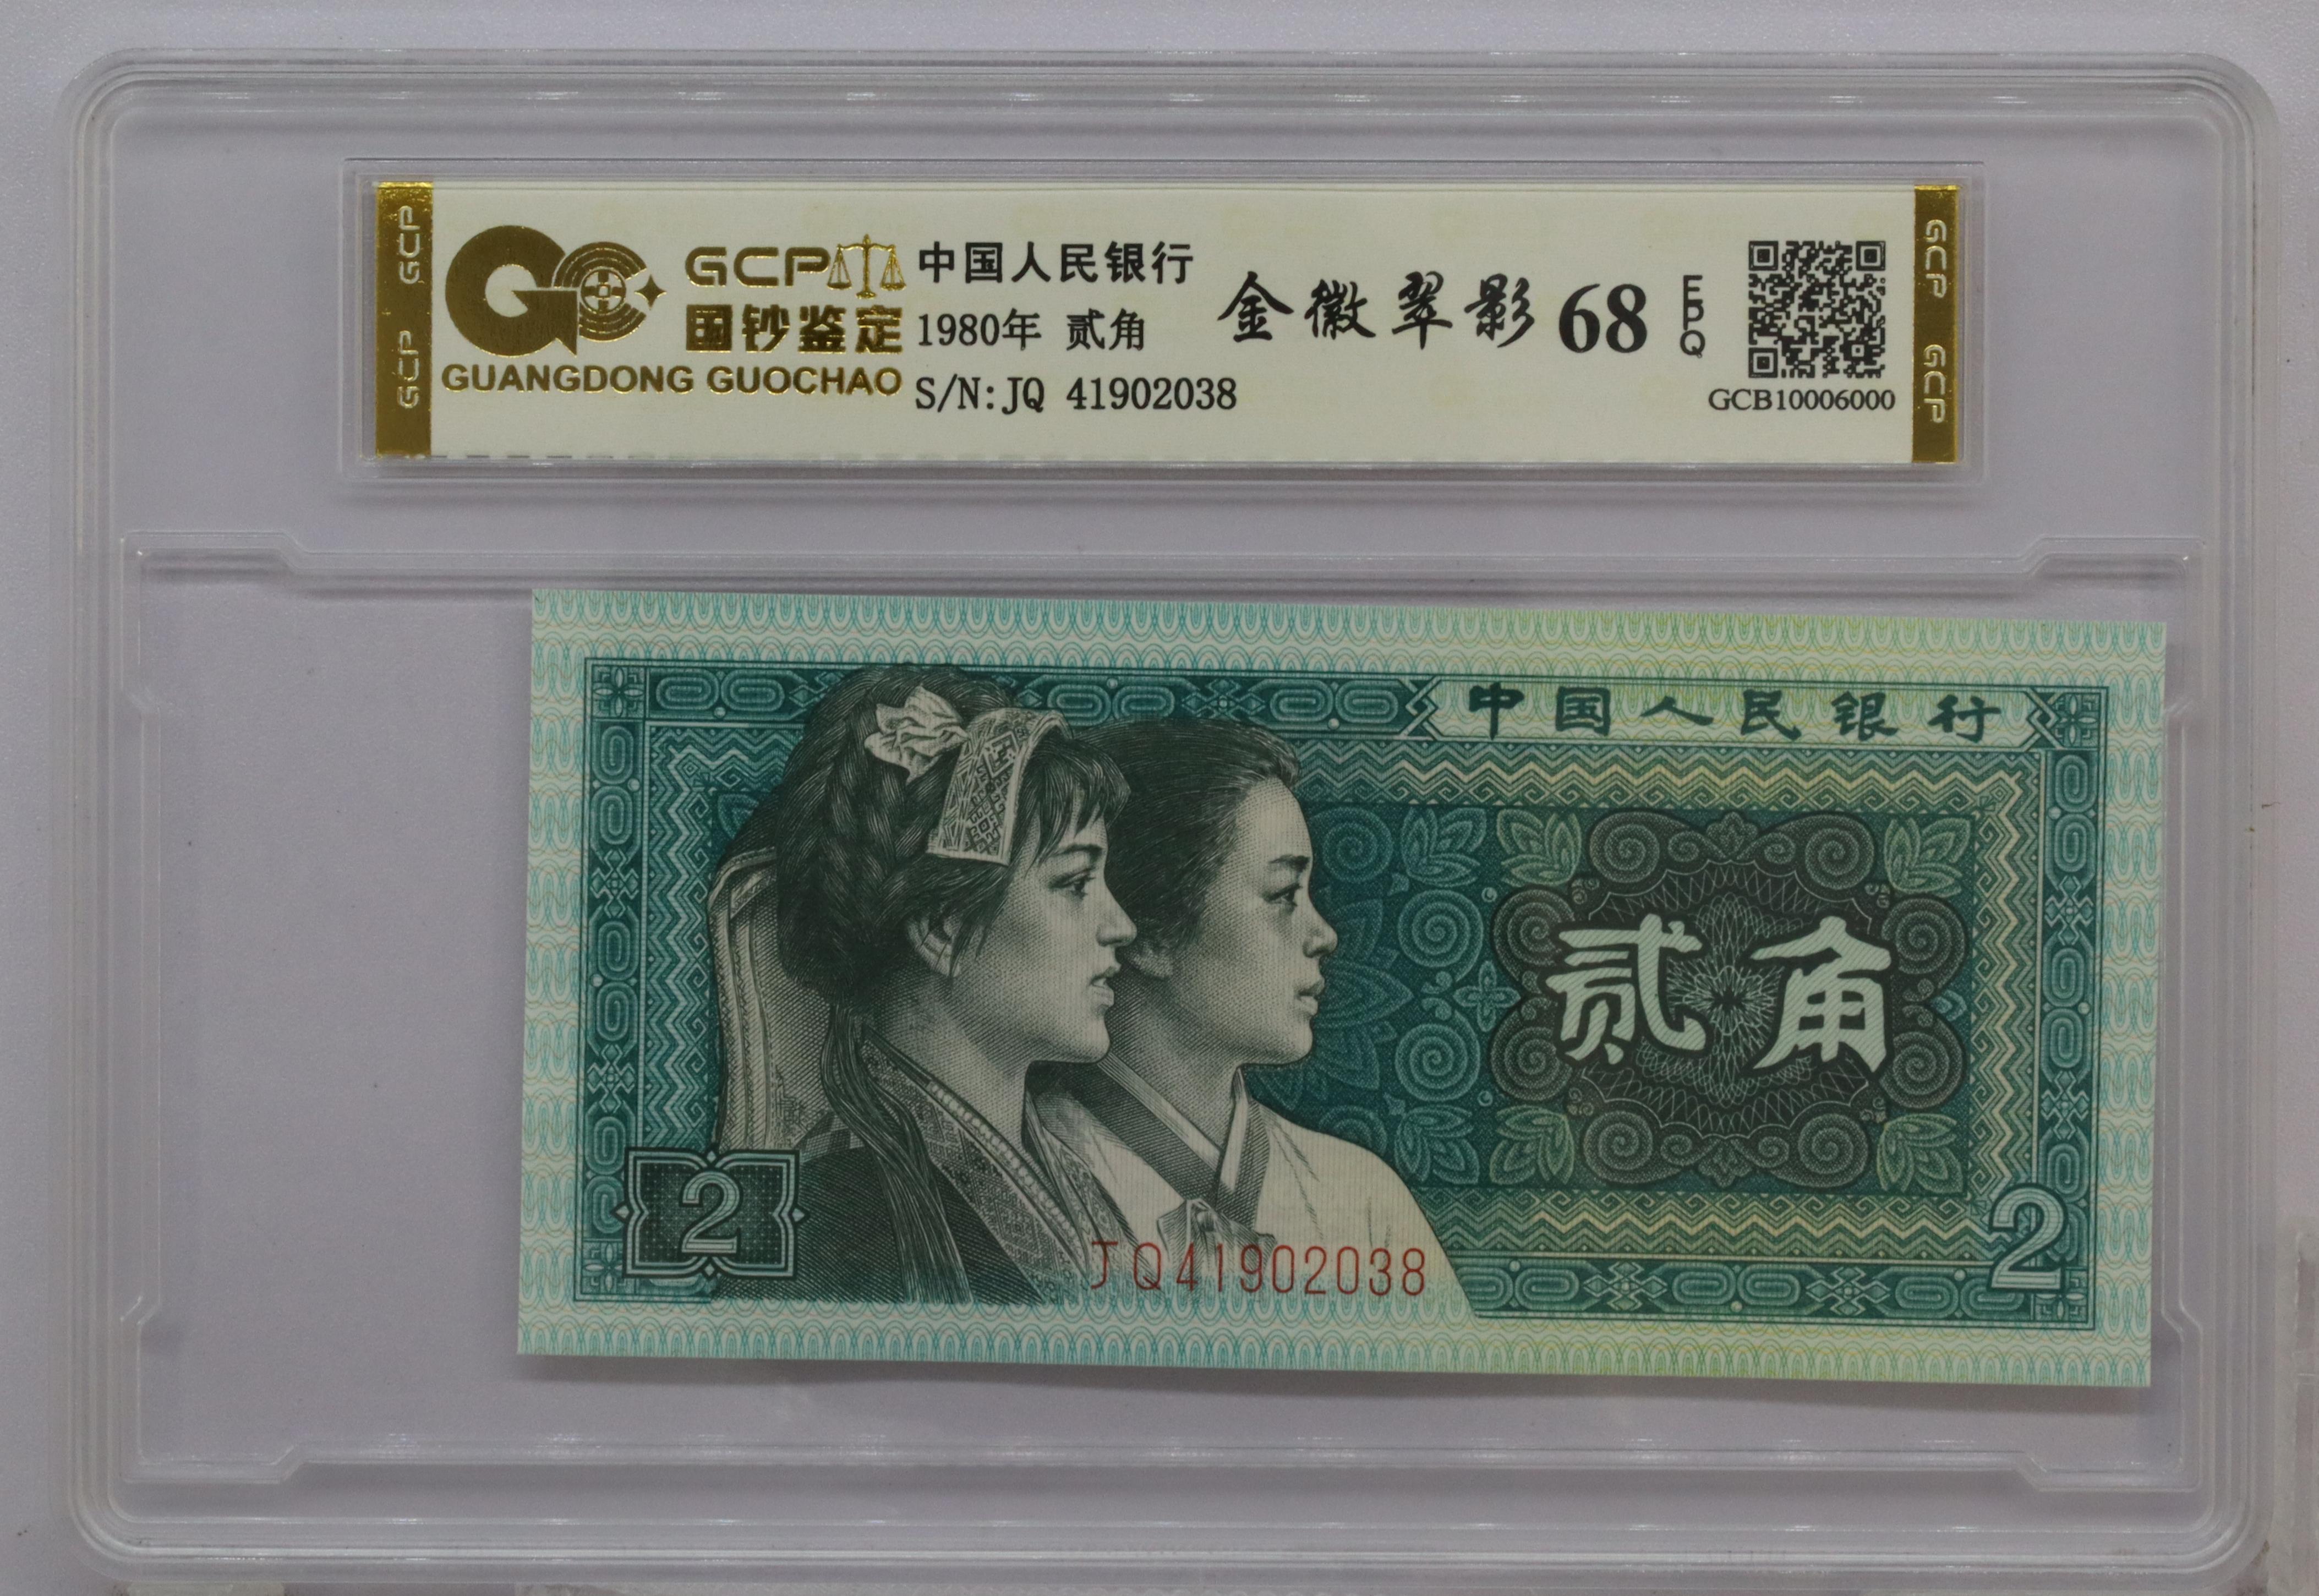 GCP
国钞鉴定
GUANGDONG GUOCHAO
中国人民银行
1980年 贰角
S/N:JQ 41902038
金徽翠影 68 EPQ
GCB10006000
GCP GCP
GCP GCP
中国人民银行
贰角
2
2
JQ41902038